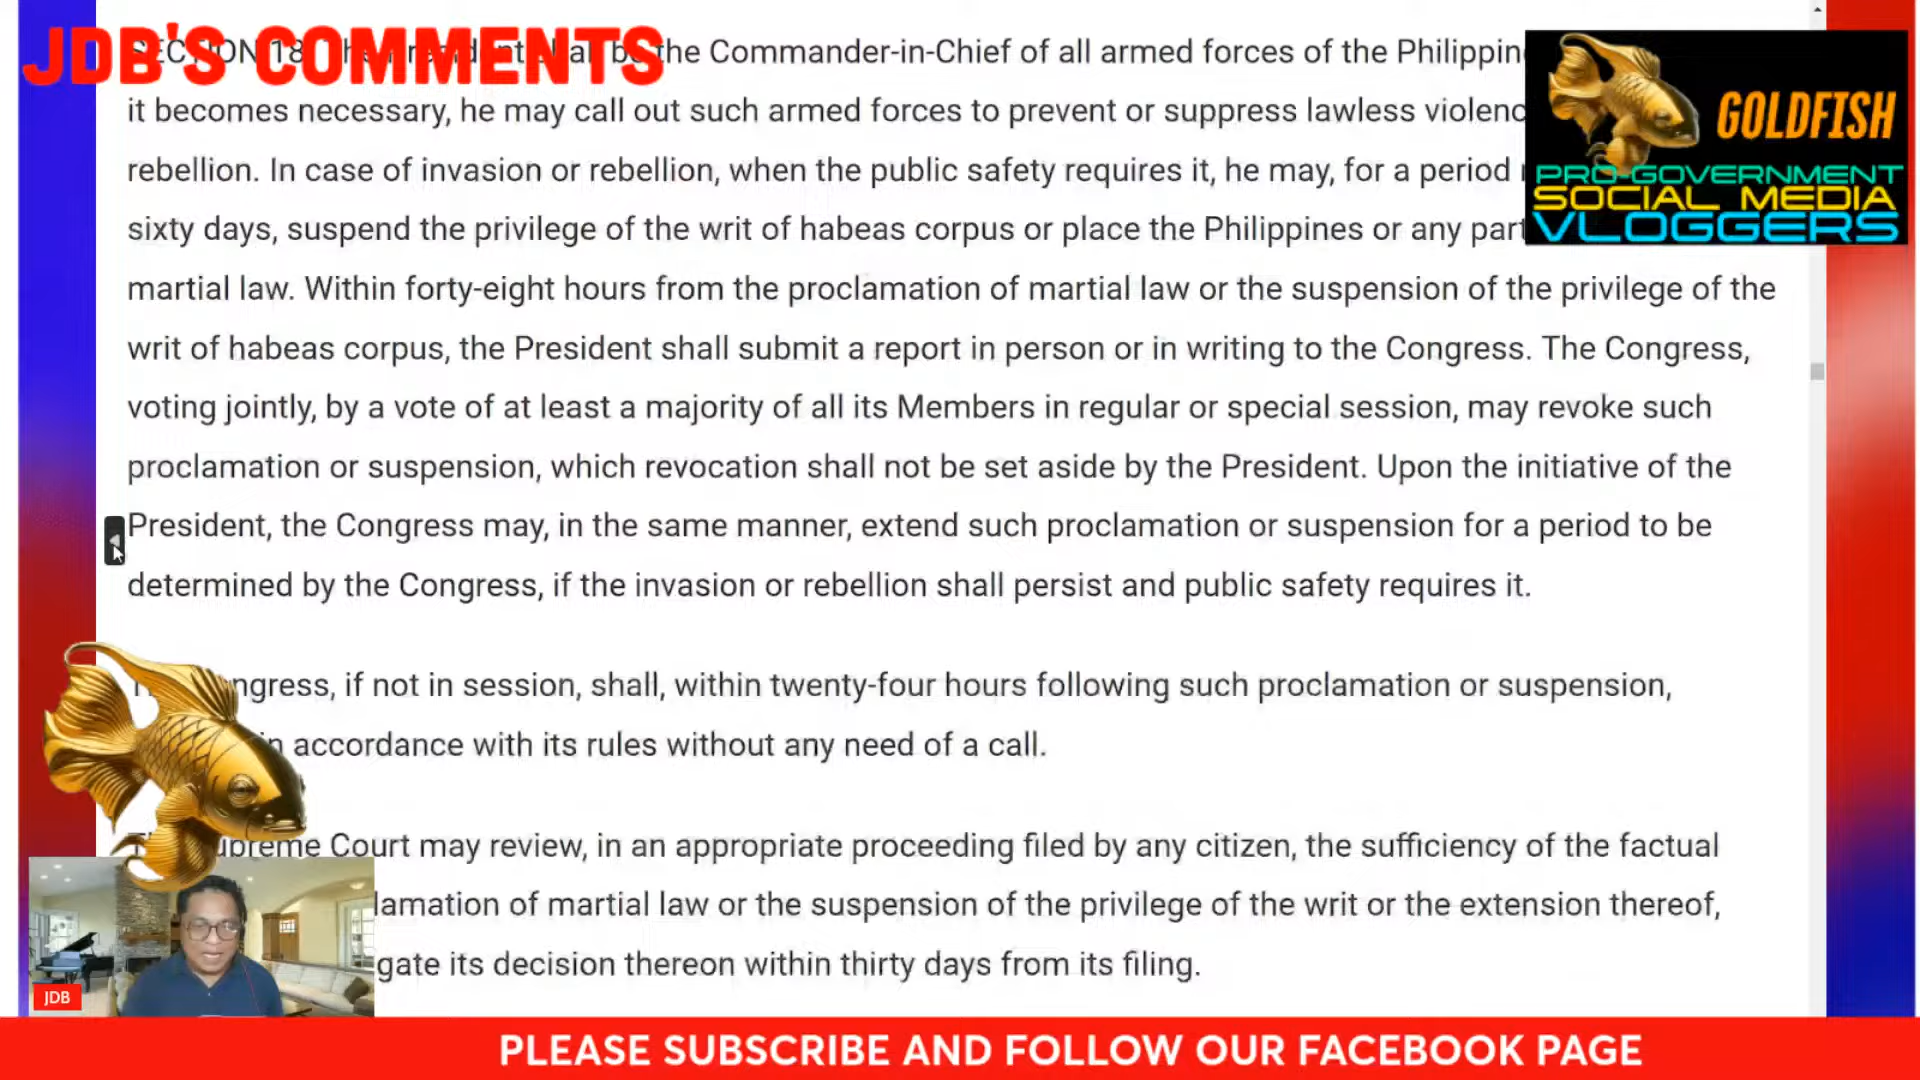 JDB'S COMMENTS
SECTION 18. The President shall be the Commander-in-Chief of all armed forces of the Philippin
it becomes necessary, he may call out such armed forces to prevent or suppress lawless violenc
rebellion. In case of invasion or rebellion, when the public safety requires it, he may, for a period
sixty days, suspend the privilege of the writ of habeas corpus or place the Philippines or any part
martial law. Within forty-eight hours from the proclamation of martial law or the suspension of the privilege of the
writ of habeas corpus, the President shall submit a report in person or in writing to the Congress. The Congress,
voting jointly, by a vote of at least a majority of all its Members in regular or special session, may revoke such
proclamation or suspension, which revocation shall not be set aside by the President. Upon the initiative of the
President, the Congress may, in the same manner, extend such proclamation or suspension for a period to be
determined by the Congress, if the invasion or rebellion shall persist and public safety requires it.
ngress, if not in session, shall, within twenty-four hours following such proclamation or suspension,
in accordance with its rules without any need of a call.
upreme Court may review, in an appropriate proceeding filed by any citizen, the sufficiency of the factual
lamation of martial law or the suspension of the privilege of the writ or the extension thereof,
gate its decision thereon within thirty days from its filing.
GOLDFISH
PRO-GOVERNMENT
SOCIAL MEDIA
VLOGGERS
JDB
PLEASE SUBSCRIBE AND FOLLOW OUR FACEBOOK PAGE